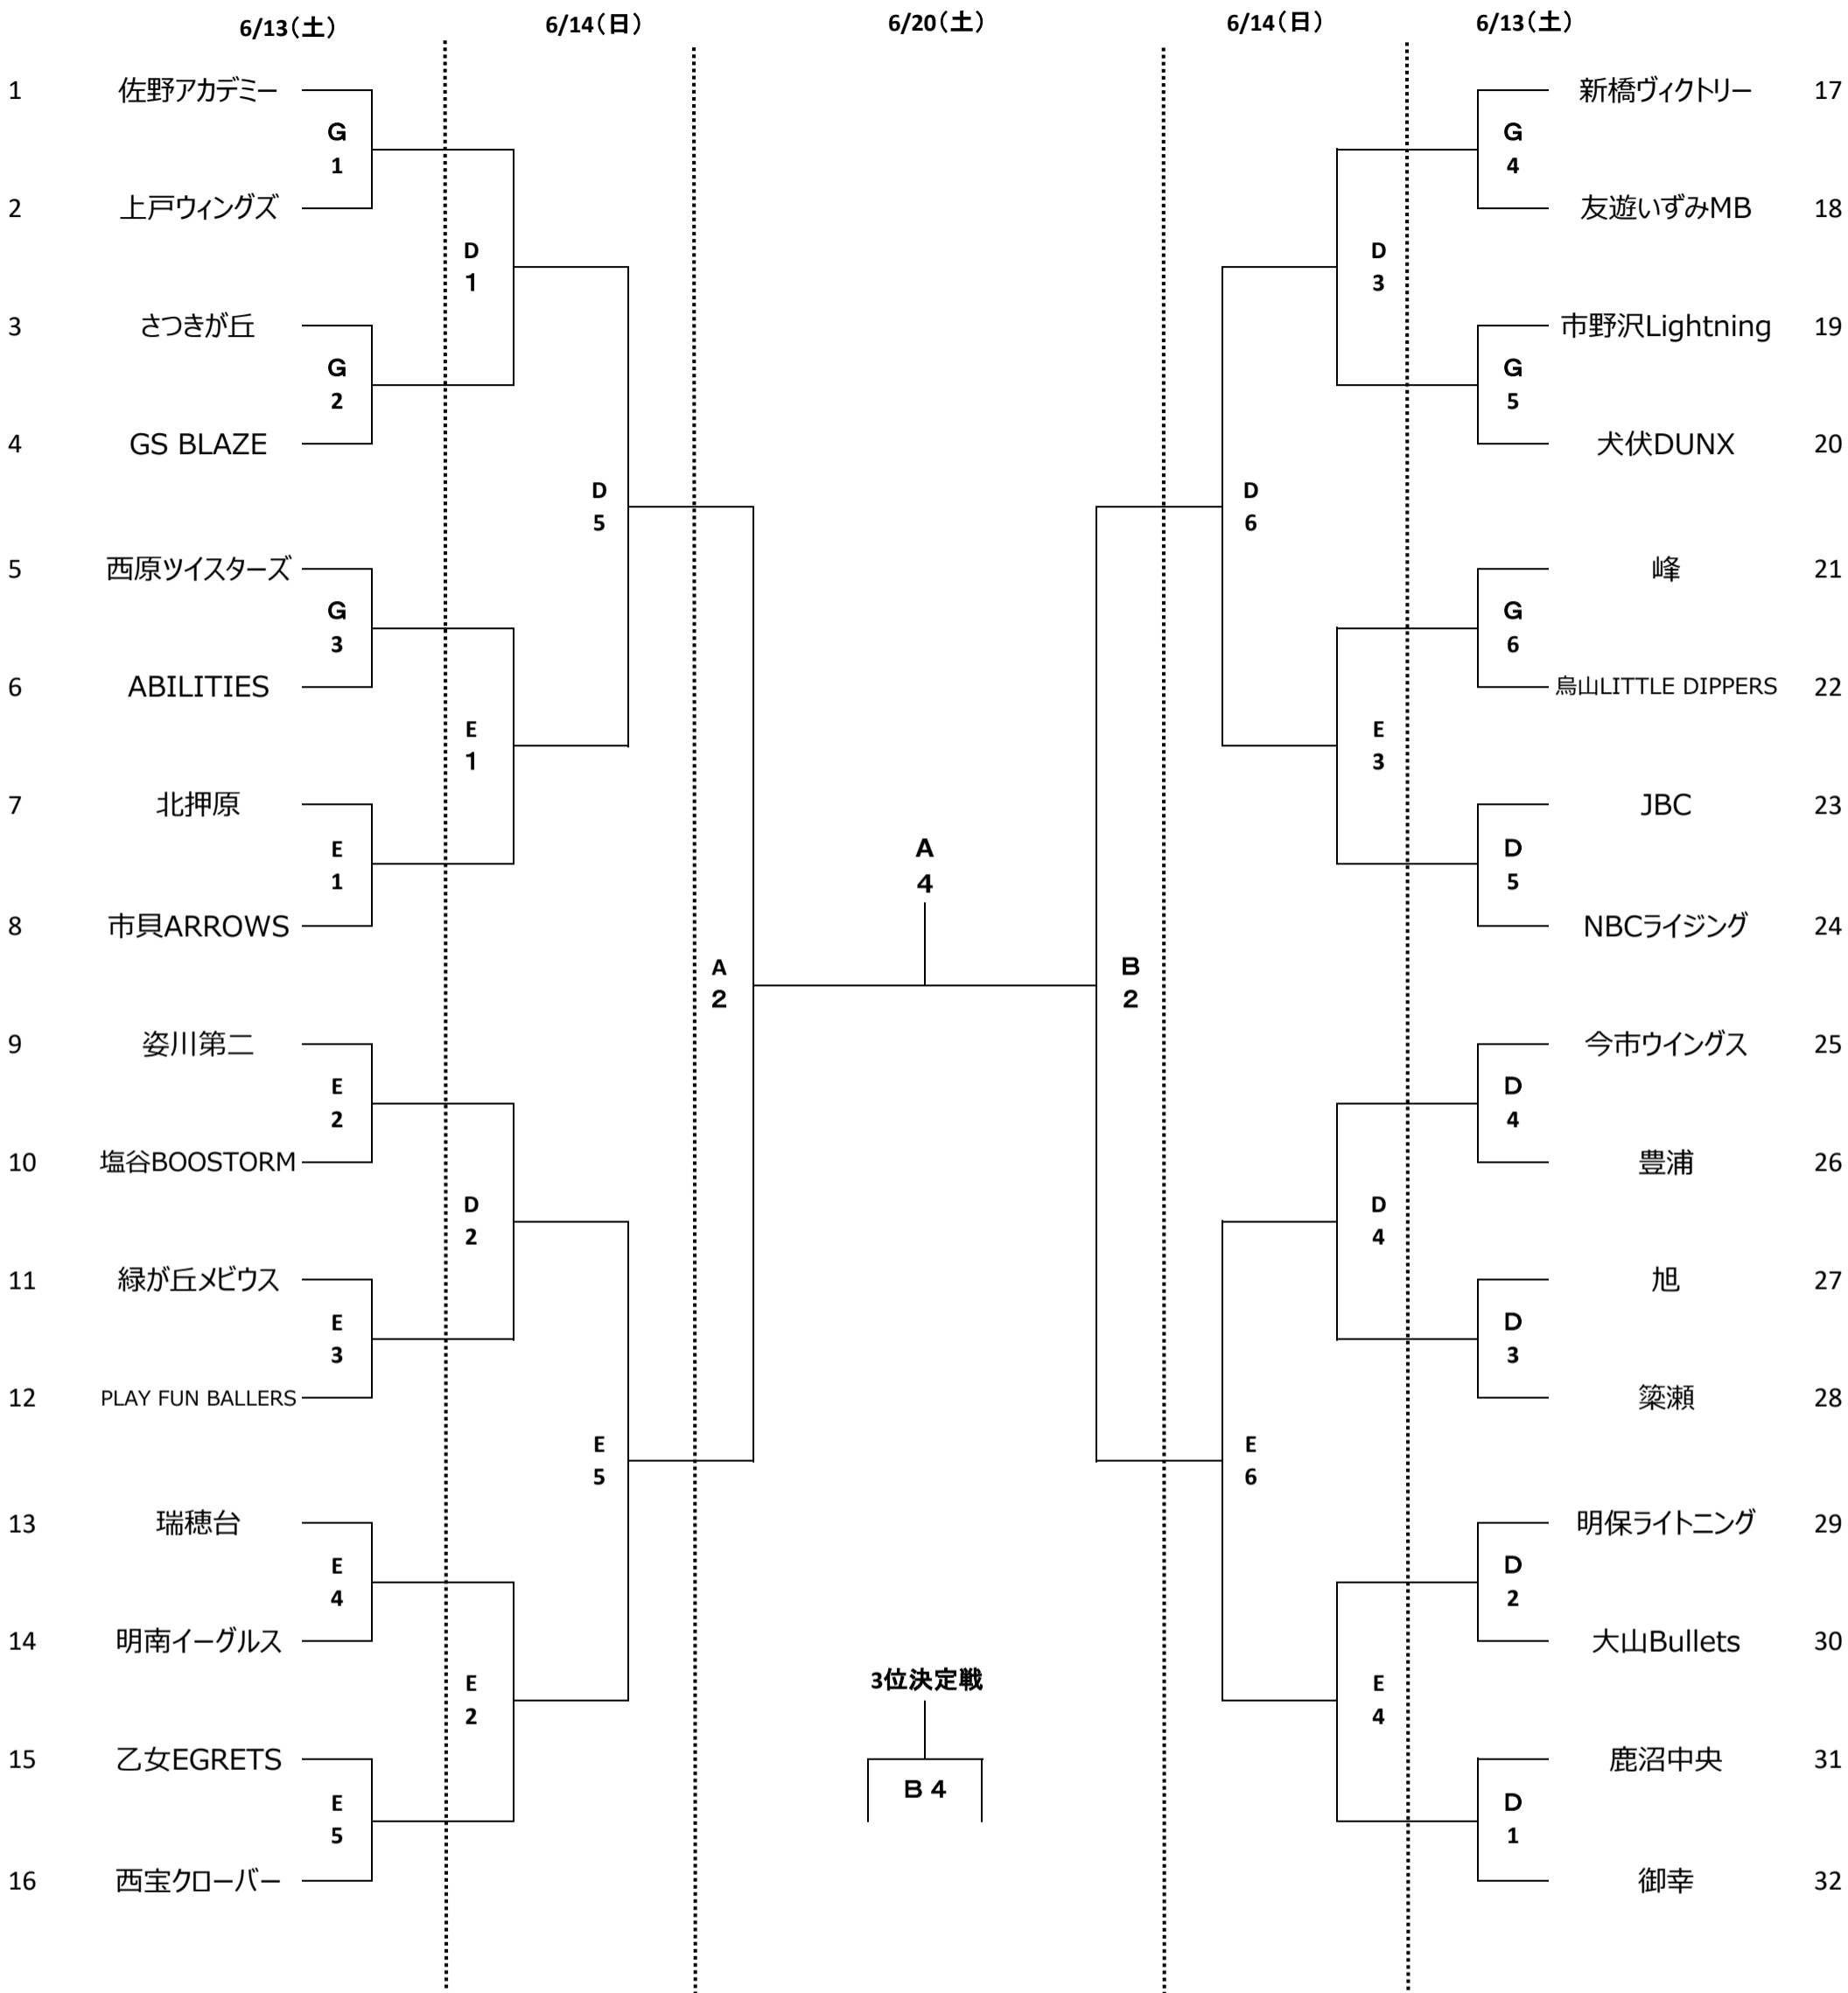 6/13(土) 6/14(日) 6/20(土) 6/14(日) 6/13(土)
1 佐野アカデミー 新橋ヴィクトリー 17
G G
1 4
2 上戸ウィングズ 友遊いずみMB 18
D D
1 3
3 さつきが丘 市野沢Lightning 19
G G
2 5
4 GS BLAZE 犬伏DUNX 20
D D
5 6
5 西原ツイスターズ 峰 21
G G
3 6
6 ABILITIES 烏山LITTLE DIPPERS 22
E E
1 3
7 北押原 JBC 23
E A D
1 4 5
8 市貝ARROWS NBCライジング 24
A B
2 2
9 姿川第二 今市ウイングス 25
E D
2 4
10 塩谷BOOSTORM 豊浦 26
D D
2 4
11 緑が丘メビウス 旭 27
E D
3 3
12 PLAY FUN BALLERS 簗瀬 28
E E
5 6
13 瑞穂台 明保ライトニング 29
E D
4 2
14 明南イーグルス 大山Bullets 30
E 3位決定戦 E
2 4
15 乙女EGRETS 鹿沼中央 31
E B 4 D
5 1
16 西宝クローバー 御幸 32